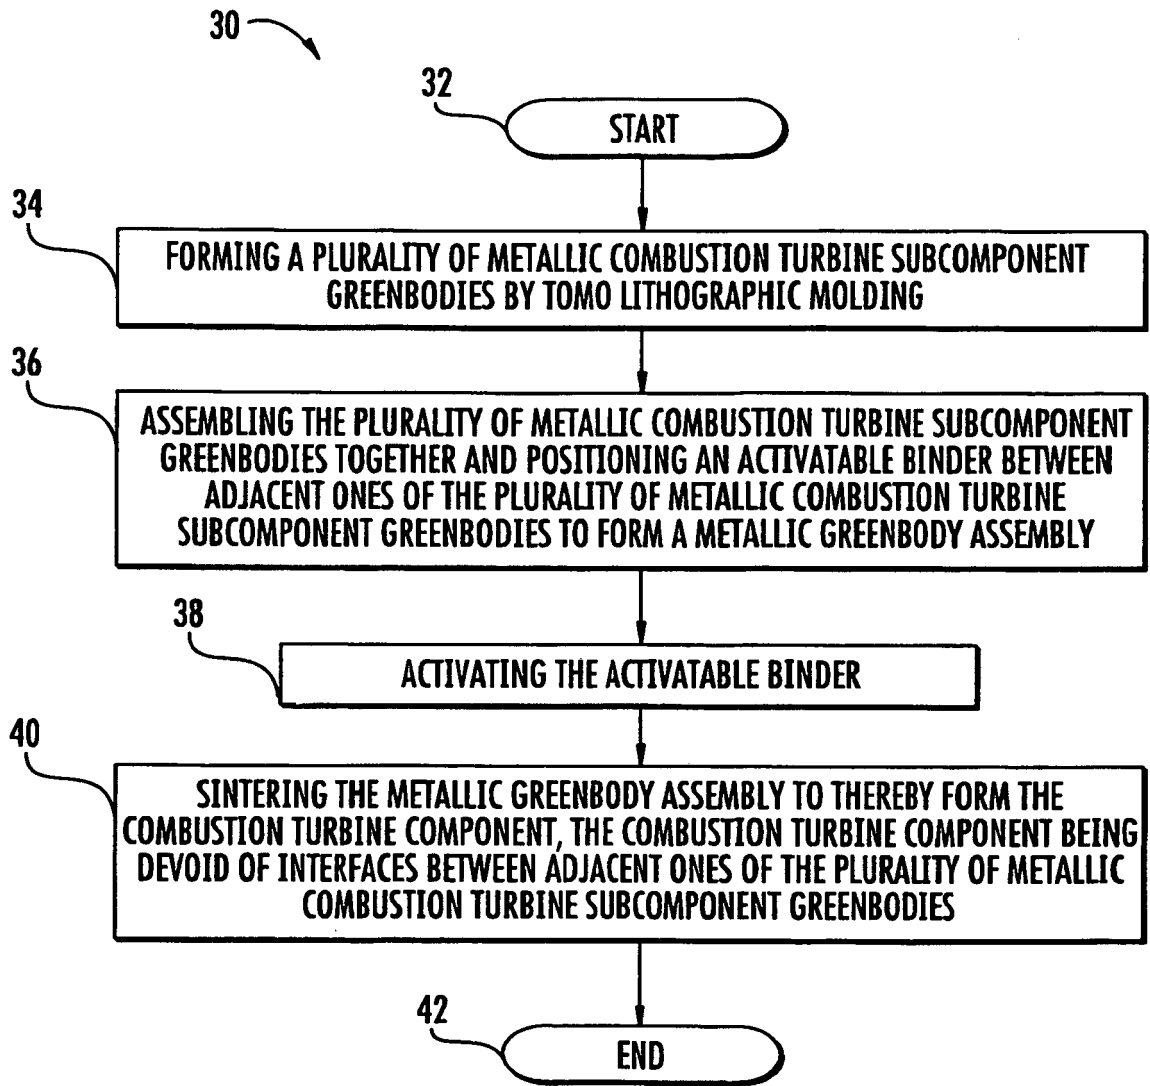 30
32
START
34
FORMING A PLURALITY OF METALLIC COMBUSTION TURBINE SUBCOMPONENT
GREENBODIES BY TOMO LITHOGRAPHIC MOLDING
36
ASSEMBLING THE PLURALITY OF METALLIC COMBUSTION TURBINE SUBCOMPONENT
GREENBODIES TOGETHER AND POSITIONING AN ACTIVATABLE BINDER BETWEEN
ADJACENT ONES OF THE PLURALITY OF METALLIC COMBUSTION TURBINE
SUBCOMPONENT GREENBODIES TO FORM A METALLIC GREENBODY ASSEMBLY
38
ACTIVATING THE ACTIVATABLE BINDER
40
SINTERING THE METALLIC GREENBODY ASSEMBLY TO THEREBY FORM THE
COMBUSTION TURBINE COMPONENT, THE COMBUSTION TURBINE COMPONENT BEING
DEVOID OF INTERFACES BETWEEN ADJACENT ONES OF THE PLURALITY OF METALLIC
COMBUSTION TURBINE SUBCOMPONENT GREENBODIES
42
END